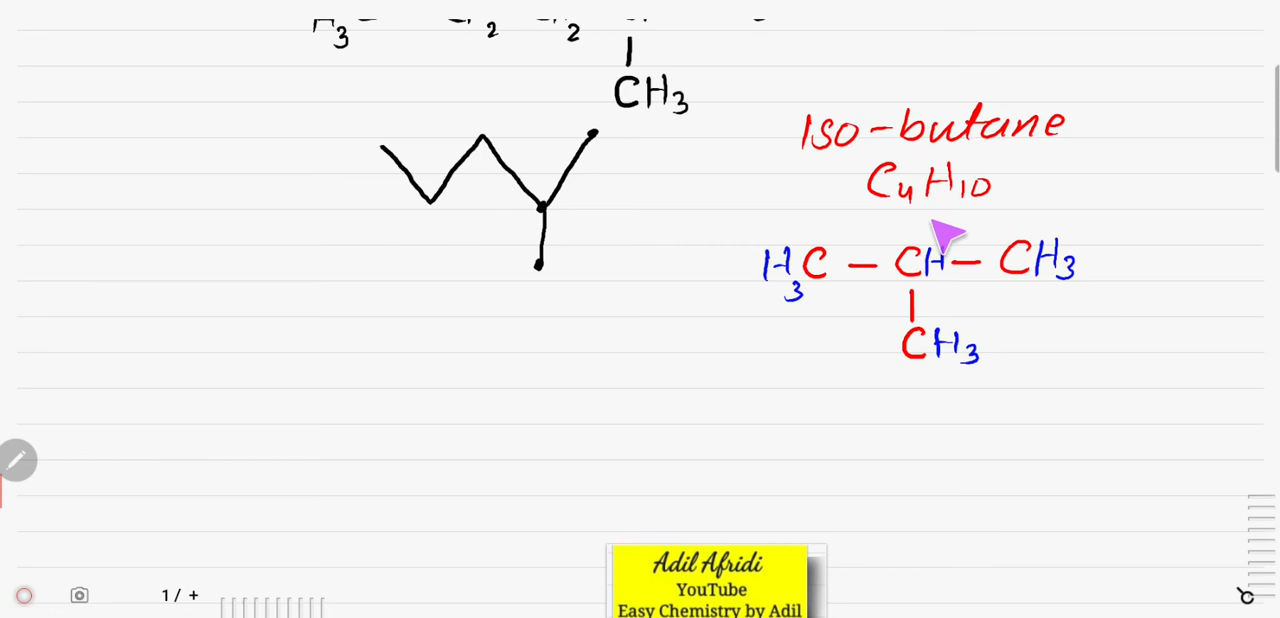 CH3
Iso-butane
C4H10
H3C – CH – CH3
CH3
1 / +
Adil Afridi
YouTube
Easy Chemistry by Adil